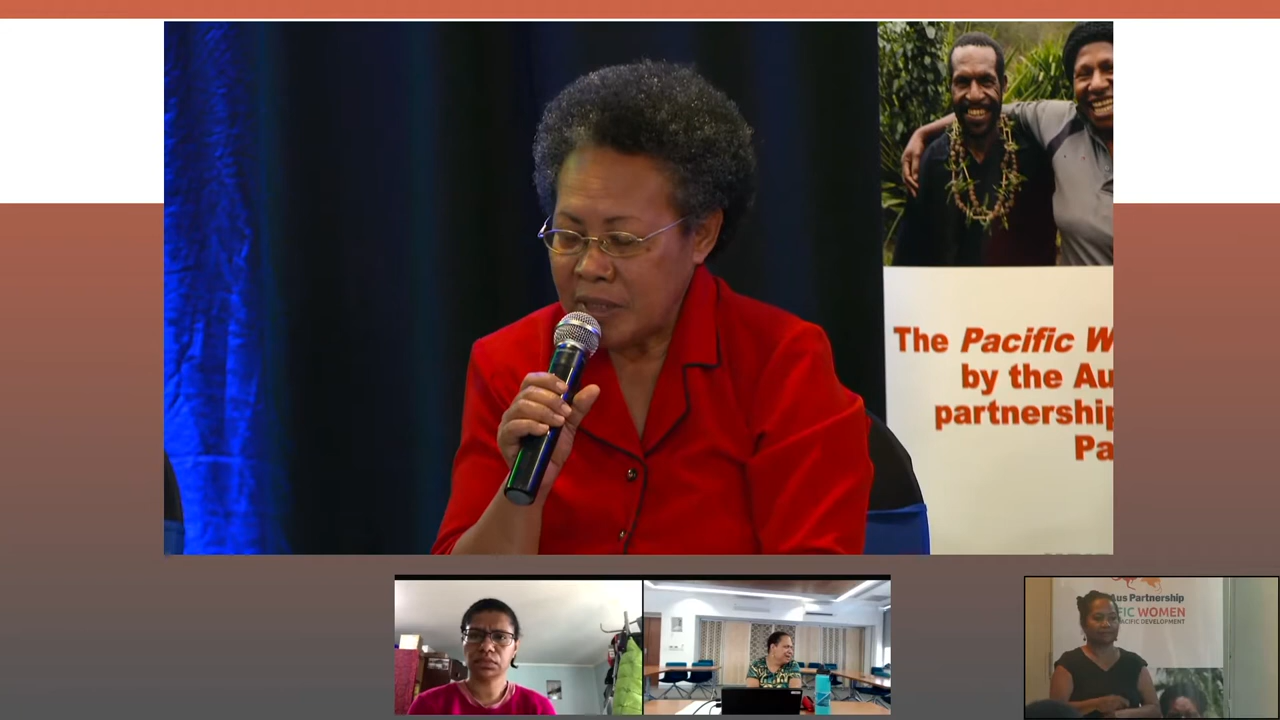 The Pacific W
by the Au
partnership
Pa
Aus Partnership
FIC WOMEN
PACIFIC DEVELOPMENT